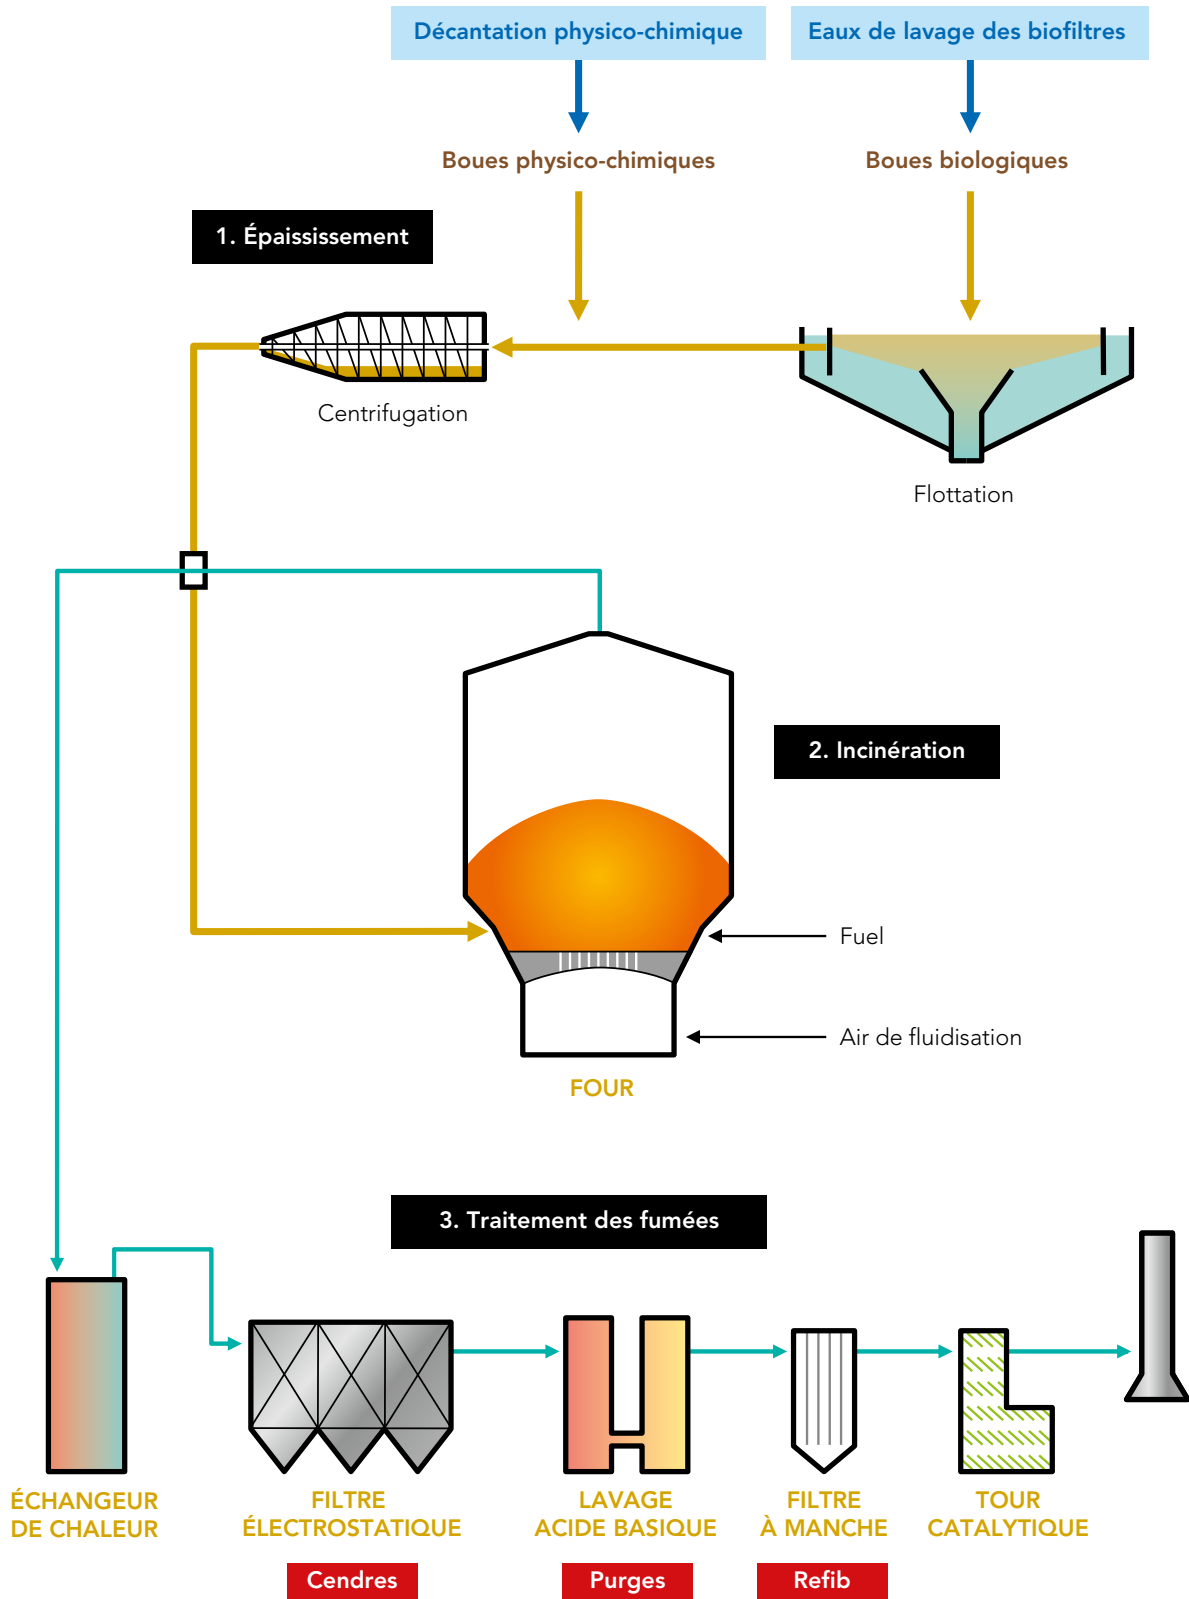 Décantation physico-chimique
Eaux de lavage des biofiltres
Boues physico-chimiques
Boues biologiques
1. Épaississement
Centrifugation
Flottation
2. Incinération
Fuel
Air de fluidisation
FOUR
3. Traitement des fumées
ÉCHANGEUR
DE CHALEUR
FILTRE
ÉLECTROSTATIQUE
LAVAGE
ACIDE BASIQUE
FILTRE
À MANCHE
TOUR
CATALYTIQUE
Cendres
Purges
Refib